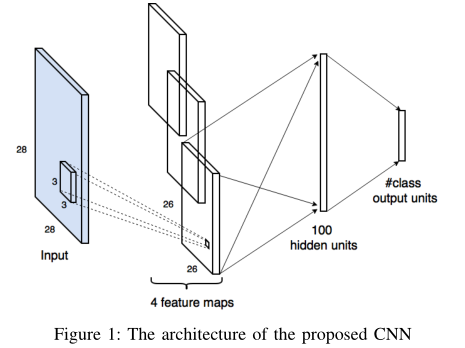 28
3
3
28
Input
26
26
4 feature maps
100
hidden units
#class
output units
Figure 1: The architecture of the proposed CNN